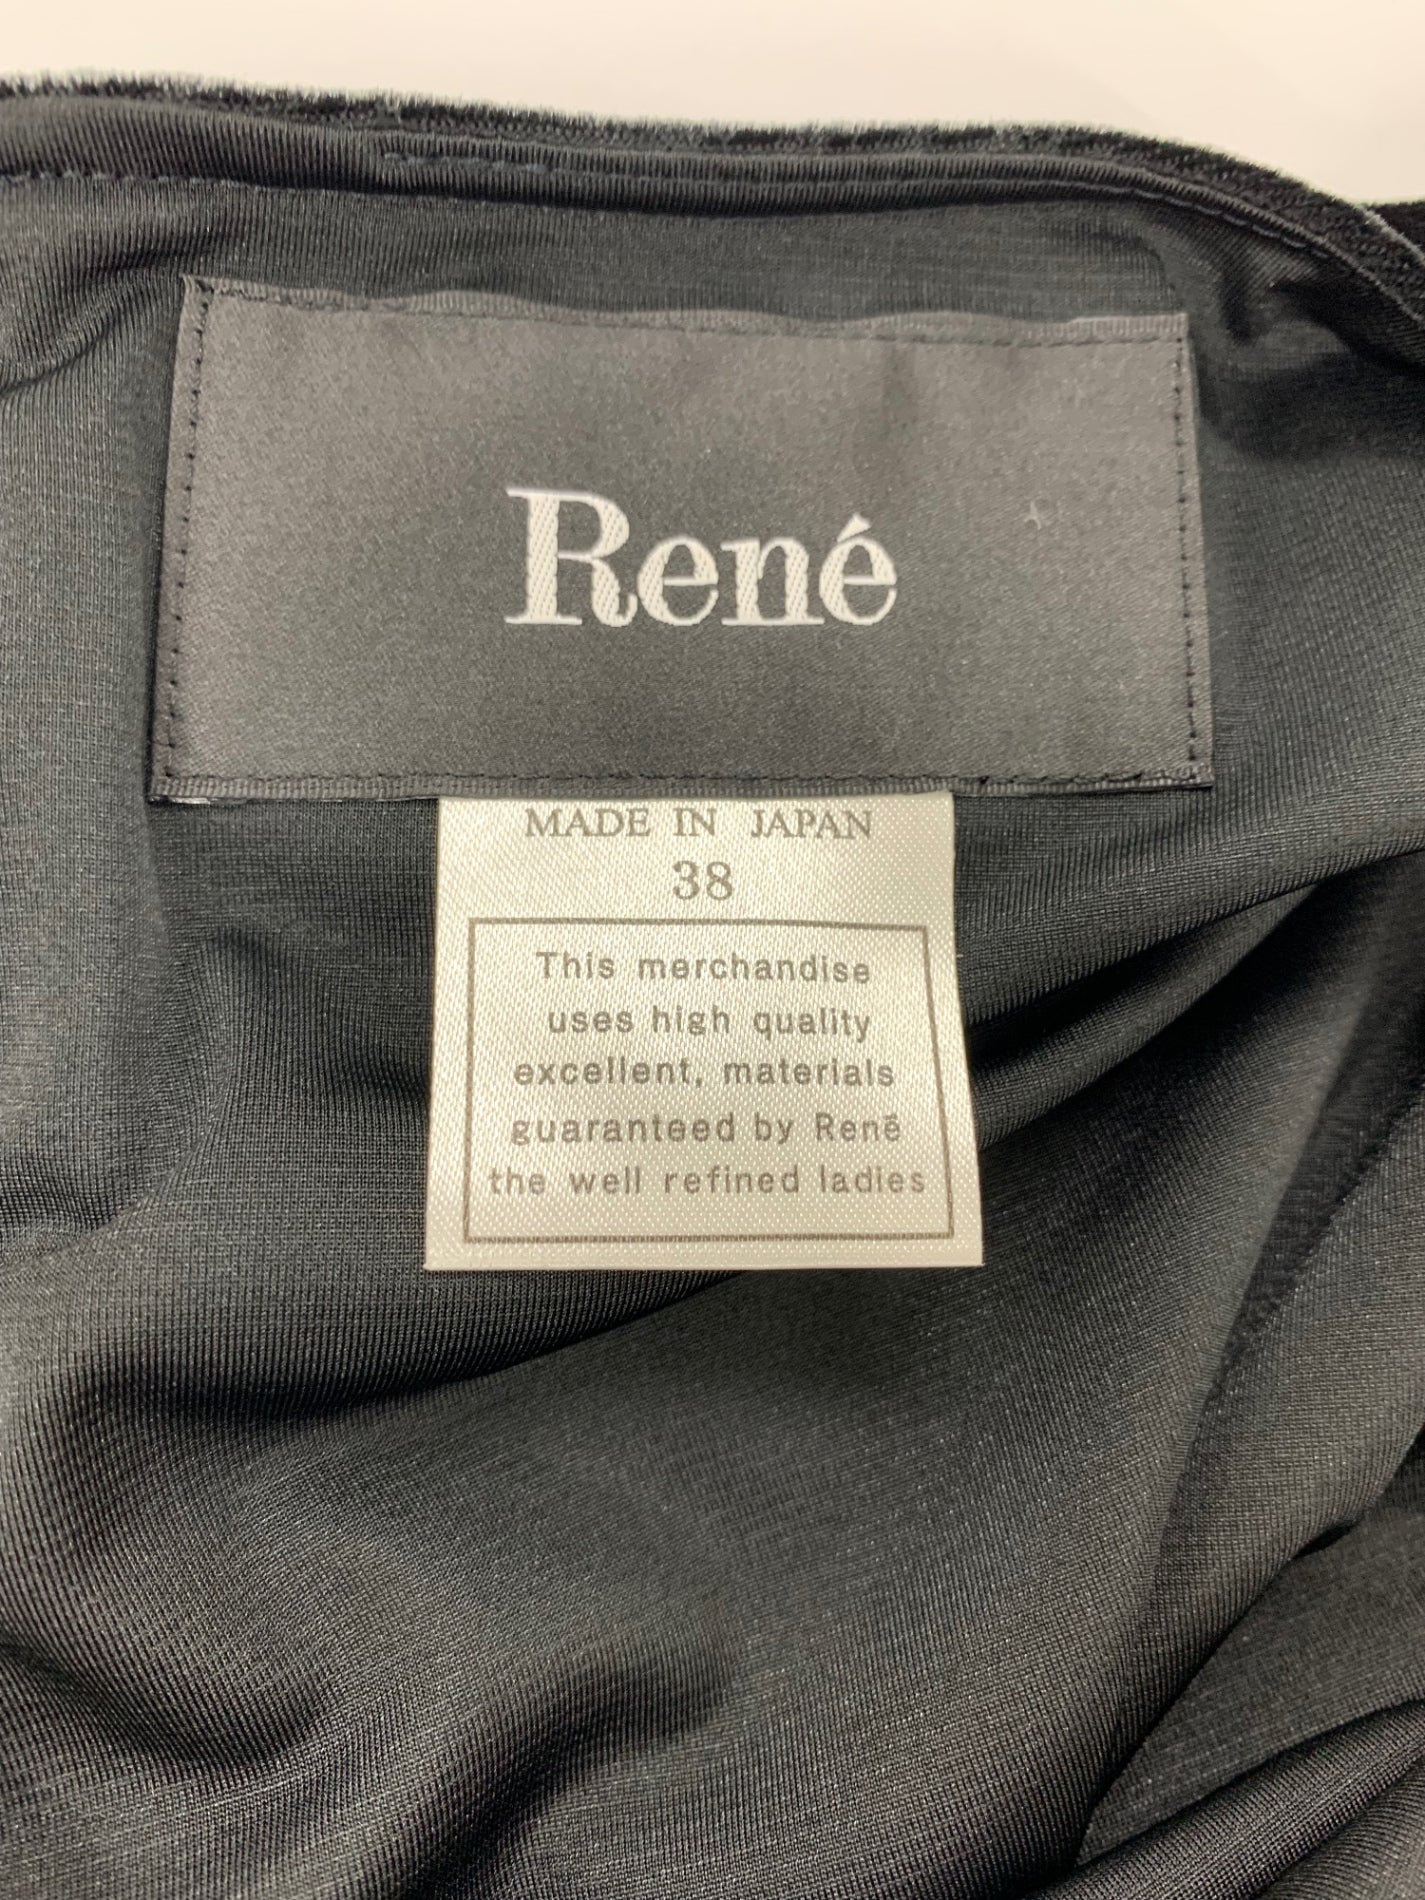 René
MADE IN JAPAN
38
This merchandise
uses high quality
excellent, materials
guaranteed by René
the well refined ladies